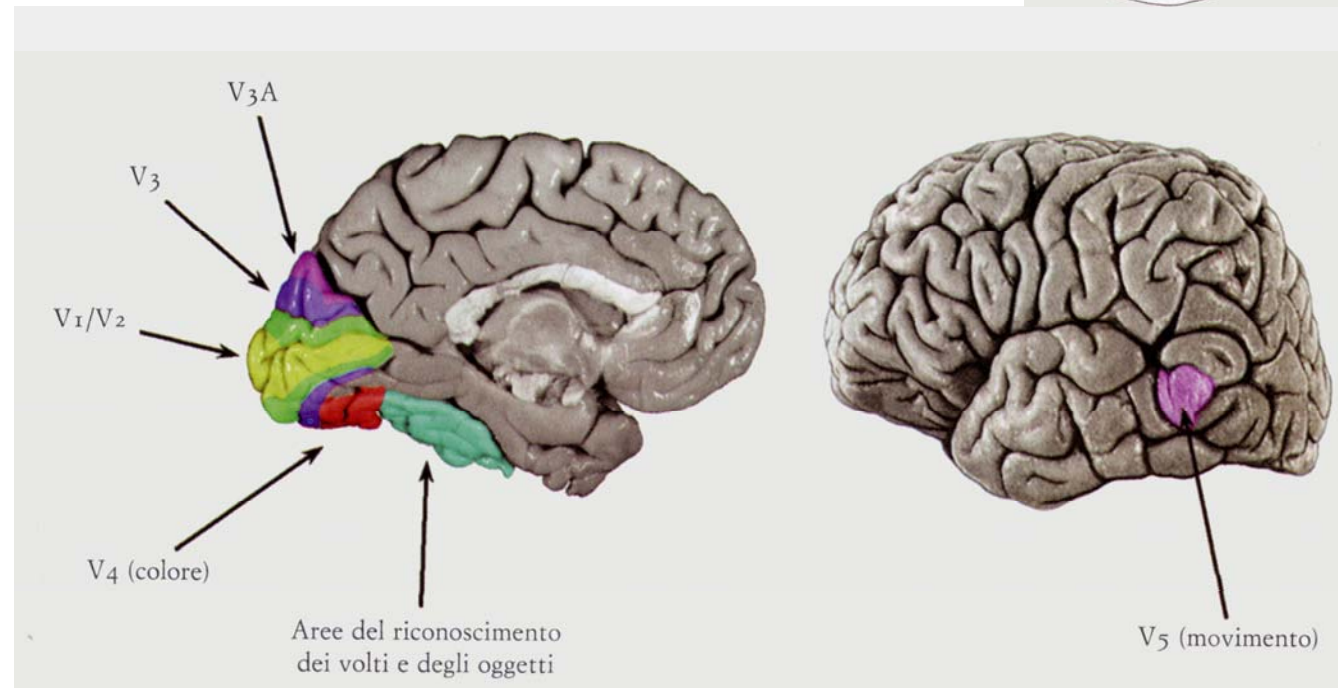 V3A
V3
V1/V2
V4 (colore)
Aree del riconoscimento
dei volti e degli oggetti
V5 (movimento)